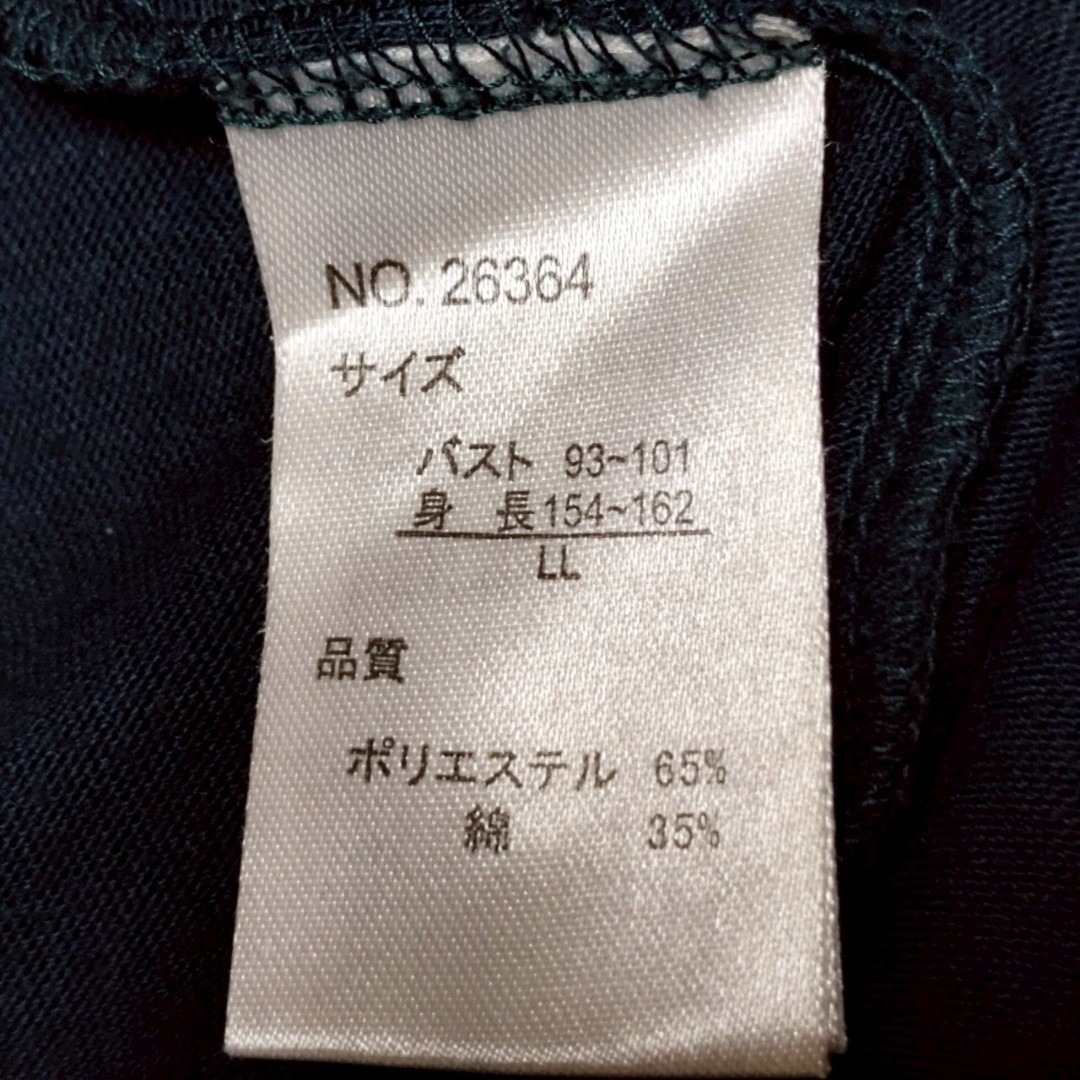 NO. 26364
サイズ
バスト 93~101
身 長154~162
LL
品質
ポリエステル 65%
綿 35%